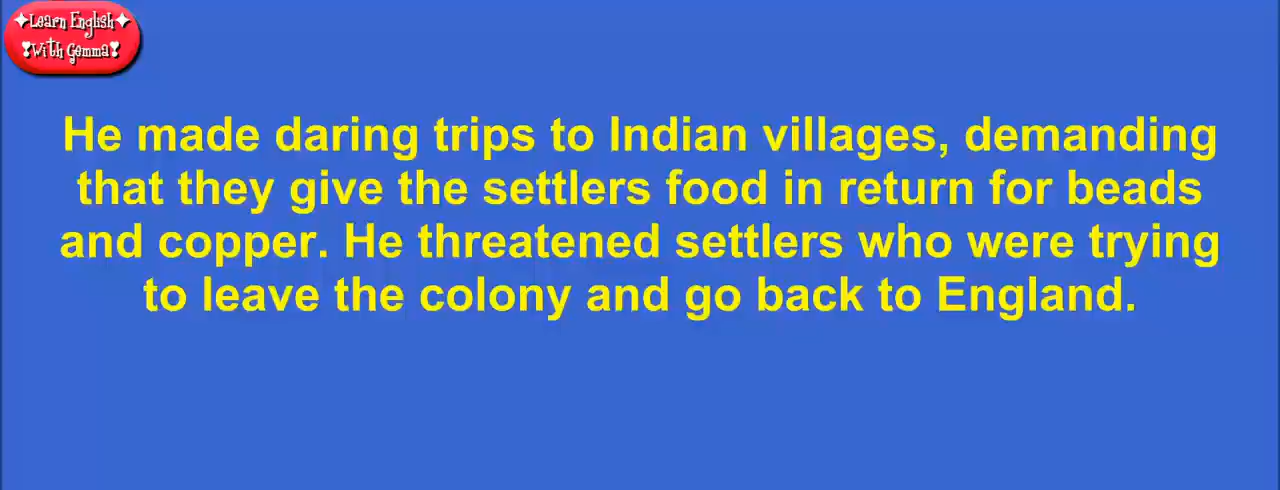 ✦Learn English✦
❣With Gemma❣
He made daring trips to Indian villages, demanding
that they give the settlers food in return for beads
and copper. He threatened settlers who were trying
to leave the colony and go back to England.